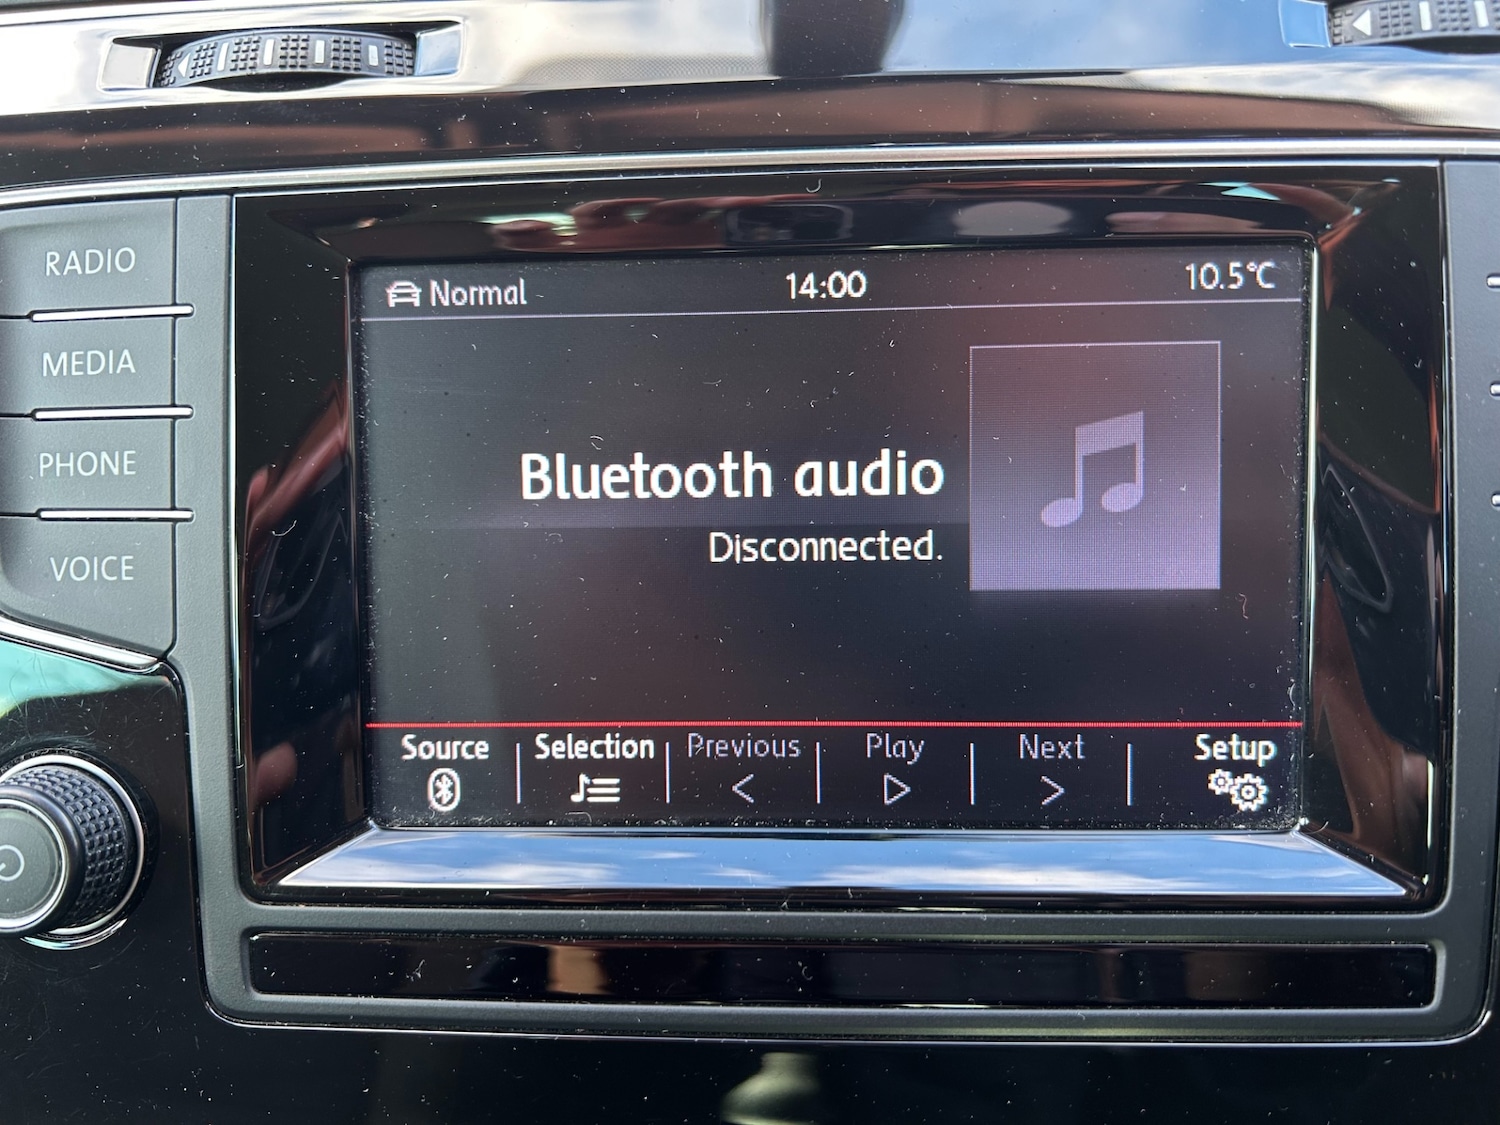 RADIO
MEDIA
PHONE
VOICE
Normal 14:00 10.5°C
Bluetooth audio
Disconnected.
Source Selection Previous Play Next Setup